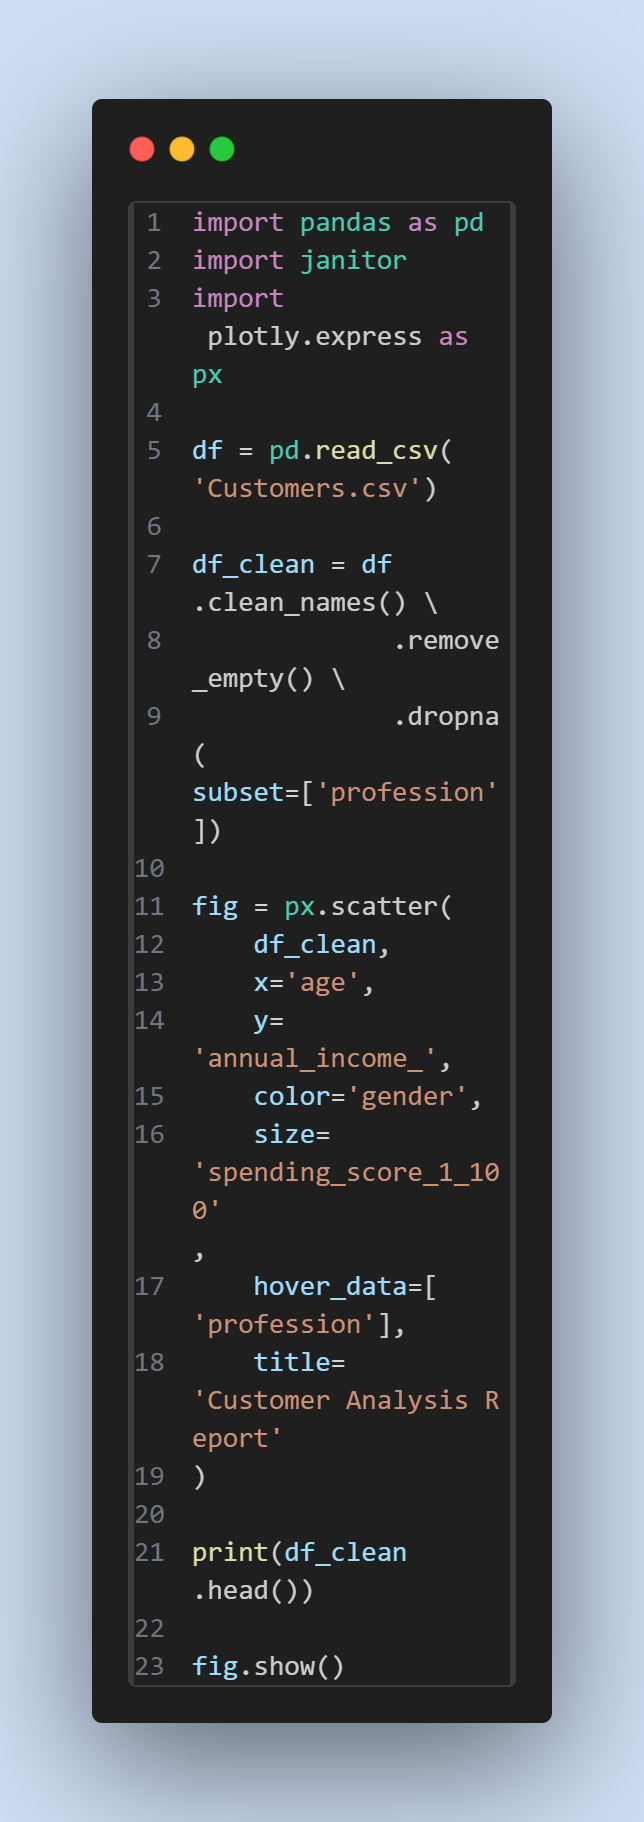 1 import pandas as pd
2 import janitor
3 import
 plotly.express as
px
4
5 df = pd.read_csv(
'Customers.csv')
6
7 df_clean = df
.clean_names() \
8              .remove
_empty() \
9              .dropna
(
subset=['profession'
])
10
11 fig = px.scatter(
12     df_clean,
13     x='age',
14     y=
'annual_income_',
15     color='gender',
16     size=
'spending_score_1_10
0'
,
17     hover_data=[
'profession'],
18     title=
'Customer Analysis R
eport'
19 )
20
21 print(df_clean
.head())
22
23 fig.show()